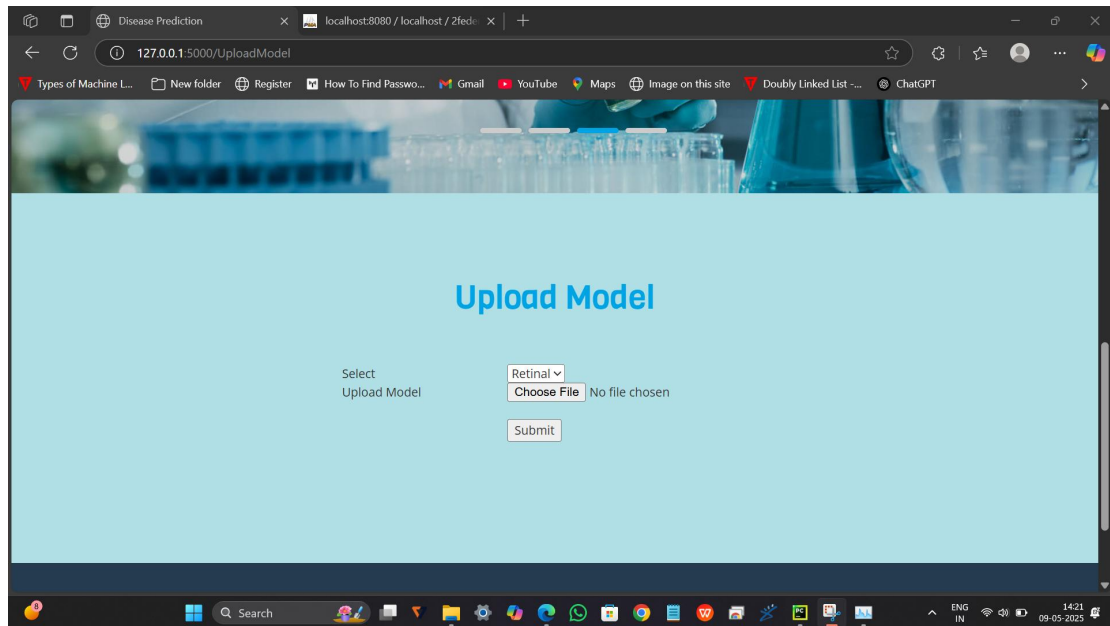 Disease Prediction
localhost:8080 / localhost / 2fede
127.0.0.1:5000/UploadModel
Types of Machine L...
New folder
Register
How To Find Passwo...
Gmail
YouTube
Maps
Image on this site
Doubly Linked List -...
ChatGPT
Upload Model
Select
Retinal
Upload Model
Choose File No file chosen
Submit
8
Search
ENG
IN
14:21
09-05-2025